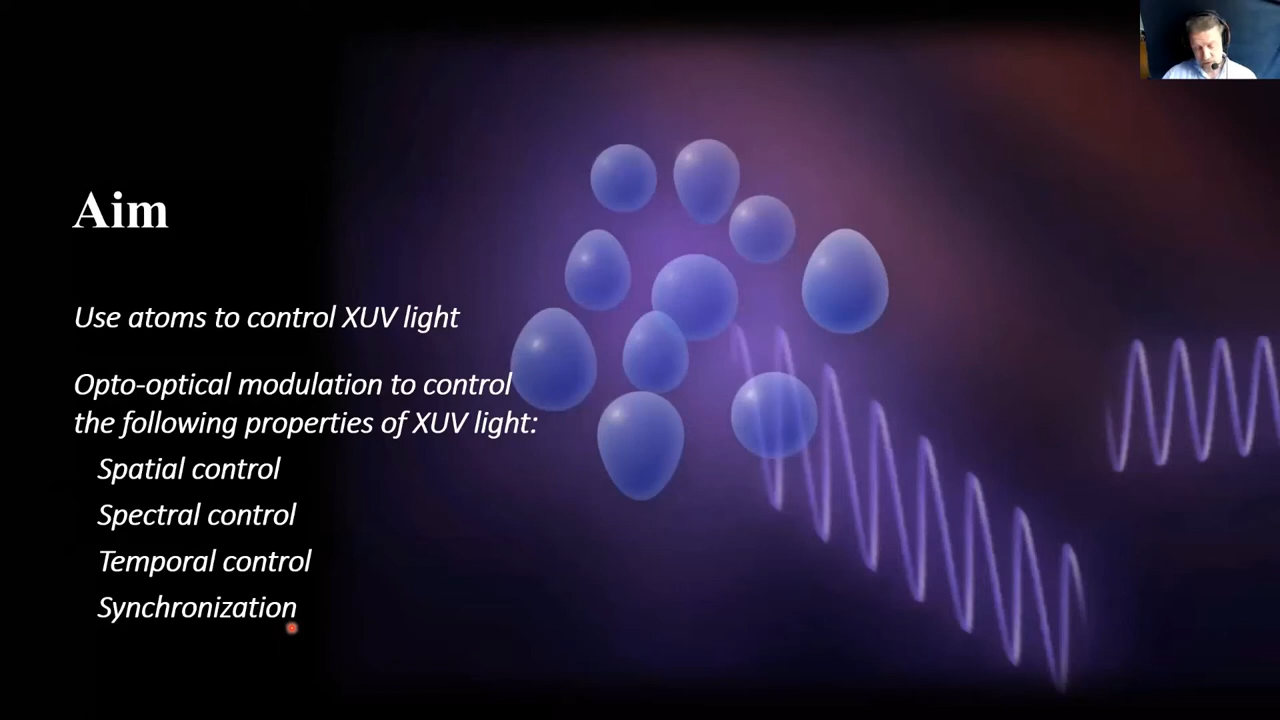 Aim
Use atoms to control XUV light
Opto-optical modulation to control
the following properties of XUV light:
Spatial control
Spectral control
Temporal control
Synchronization